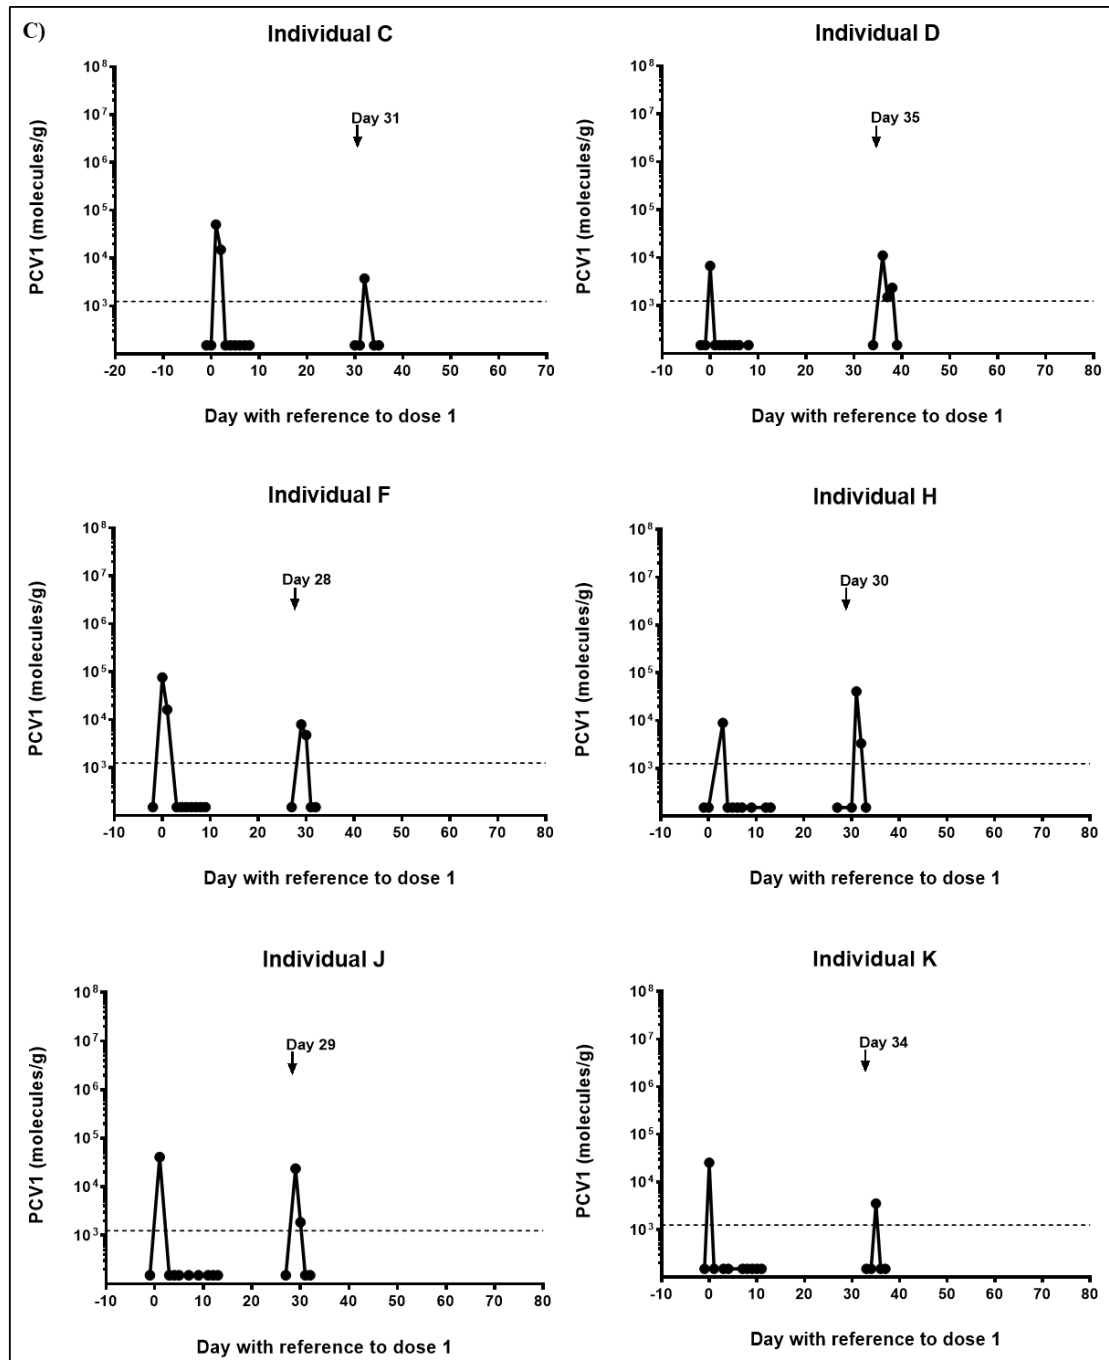 C)
Individual C
PCV1 (molecules/g)
10⁸
10⁷
10⁶
10⁵
10⁴
10³
Day 31
-20 -10 0 10 20 30 40 50 60 70
Day with reference to dose 1
Individual D
PCV1 (molecules/g)
10⁸
10⁷
10⁶
10⁵
10⁴
10³
Day 35
-10 0 10 20 30 40 50 60 70 80
Day with reference to dose 1
Individual F
PCV1 (molecules/g)
10⁸
10⁷
10⁶
10⁵
10⁴
10³
Day 28
-10 0 10 20 30 40 50 60 70 80
Day with reference to dose 1
Individual H
PCV1 (molecules/g)
10⁸
10⁷
10⁶
10⁵
10⁴
10³
Day 30
-10 0 10 20 30 40 50 60 70 80
Day with reference to dose 1
Individual J
PCV1 (molecules/g)
10⁸
10⁷
10⁶
10⁵
10⁴
10³
Day 29
-10 0 10 20 30 40 50 60 70 80
Day with reference to dose 1
Individual K
PCV1 (molecules/g)
10⁸
10⁷
10⁶
10⁵
10⁴
10³
Day 34
-10 0 10 20 30 40 50 60 70 80
Day with reference to dose 1